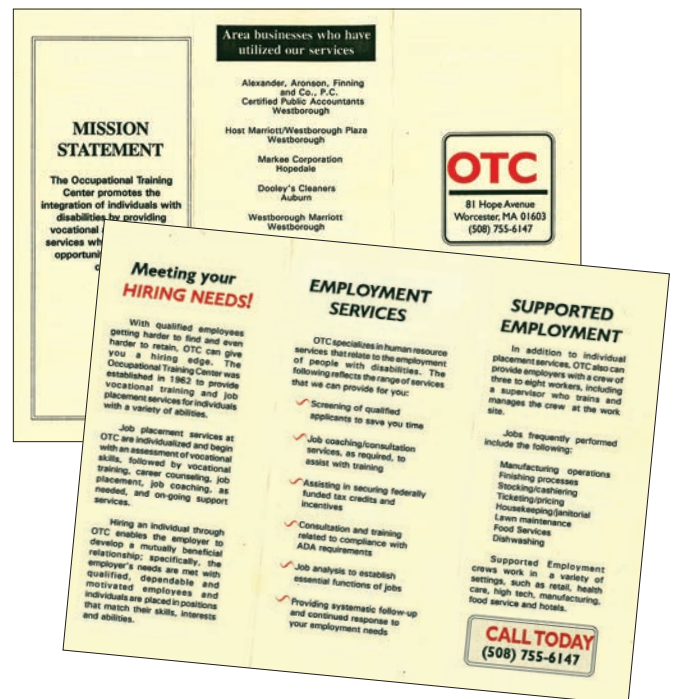 MISSION
STATEMENT
The Occupational Training
Center promotes the
integration of individuals with
disabilities by providing
vocational
services
Area businesses who have
utilized our services
Alexander, Aronson, Finning
and Co., P.C.
Certified Public Accountants
Westborough
Host Marriott/Westborough Plaza
Westborough
Markee Corporation
Hopedale
Dooley's Cleaners
Auburn
Westborough Marriott
Westborough
OTC
81 Hope Avenue
Worcester, MA 01603
(508) 755-6147
Meeting your
HIRING NEEDS!
With qualified employees
getting harder to find and even
harder to retain, OTC can give
you a hiring edge. The
Occupational Training Center was
established in 1962 to provide
vocational training and job
placement services for individuals
with a variety of abilities.
Job placement services at
OTC are individualized and begin
with an assessment of vocational
skills, followed by vocational
training, career counseling, job
placement, job coaching, as
needed, and on-going support
services.
Hiring an individual through
OTC enables the employer to
develop a mutually beneficial
relationship; specifically, the
employer's needs are met with
qualified, dependable and
motivated employees and
individuals are placed in positions
that match their skills, interests
and abilities.
EMPLOYMENT
SERVICES
OTC specializes in human resource
services that relate to the employment
of people with disabilities. The
following reflects the range of services
that we can provide for you:
Screening of qualified
applicants to save you time
Job coaching/consultation
services, as required, to
assist with training
Assisting in securing federally
funded tax credits and
incentives
Consultation and training
related to compliance with
ADA requirements
Job analysis to establish
essential functions of jobs
Providing systematic follow-up
and continued response to
your employment needs
SUPPORTED
EMPLOYMENT
In addition to individual
placement services, OTC also can
provide employers with a crew of
three to eight workers, including
a supervisor who trains and
manages the crew at the work
site.
Jobs frequently performed
include the following:
Manufacturing operations
Finishing processes
Stocking/cashiering
Ticketing/pricing
Housekeeping/janitorial
Lawn maintenance
Food Services
Dishwashing
Supported Employment
crews work in a variety of
settings, such as retail, health
care, high tech, manufacturing,
food service and hotels.
CALL TODAY
(508) 755-6147